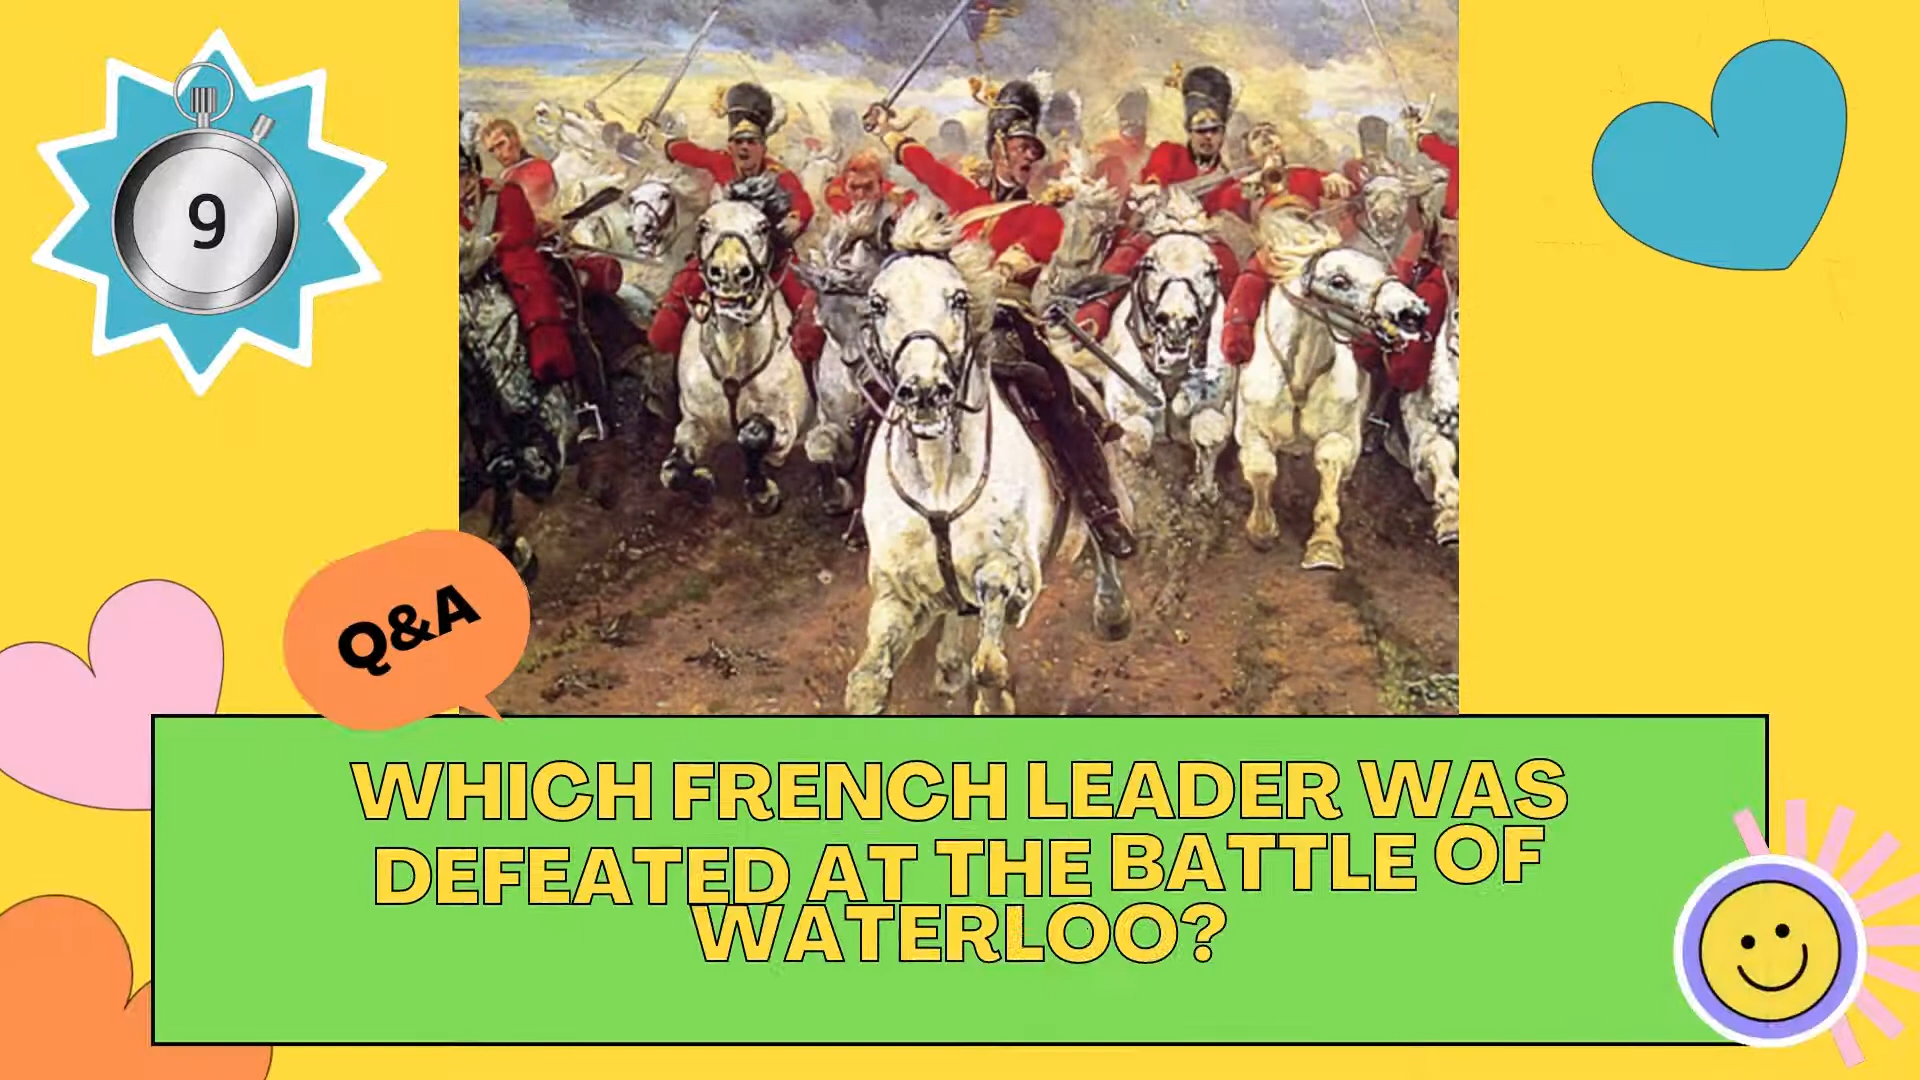 9
Q&A
WHICH FRENCH LEADER WAS
DEFEATED AT THE BATTLE OF
WATERLOO?